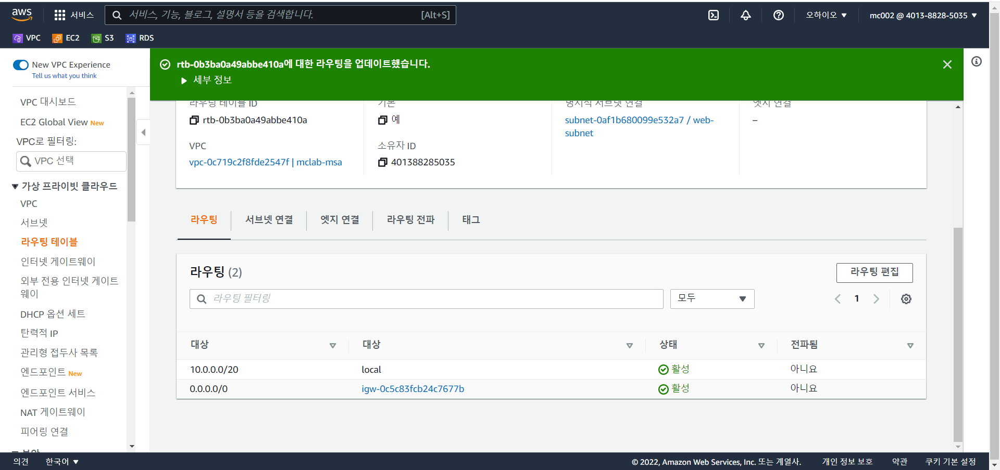 aws
서비스
서비스, 기능, 블로그, 설명서 등을 검색합니다.
[Alt+S]
오하이오
mc002 @ 4013-8828-5035
VPC
EC2
S3
RDS
New VPC Experience
Tell us what you think
VPC 대시보드
EC2 Global View New
VPC로 필터링:
VPC 선택
가상 프라이빗 클라우드
VPC
서브넷
라우팅 테이블
인터넷 게이트웨이
외부 전용 인터넷 게이트
웨이
DHCP 옵션 세트
탄력적 IP
관리형 접두사 목록
엔드포인트 New
엔드포인트 서비스
NAT 게이트웨이
피어링 연결
보안
rtb-0b3ba0a49abbe410a에 대한 라우팅을 업데이트했습니다.
세부 정보
라우팅 테이블 ID
rtb-0b3ba0a49abbe410a
기본
예
명시적 서브넷 연결
subnet-0af1b680099e532a7 / web-
subnet
엣지 연결
–
VPC
vpc-0c719c2f8fde2547f | mclab-msa
소유자 ID
401388285035
라우팅
서브넷 연결
엣지 연결
라우팅 전파
태그
라우팅 (2)
라우팅 편집
라우팅 필터링
모두
1
대상
대상
상태
전파됨
10.0.0.0/20
local
활성
아니요
0.0.0.0/0
igw-0c5c83fcb24c7677b
활성
아니요
의견
한국어
© 2022, Amazon Web Services, Inc. 또는 계열사.
개인 정보 보호
약관
쿠키 기본 설정